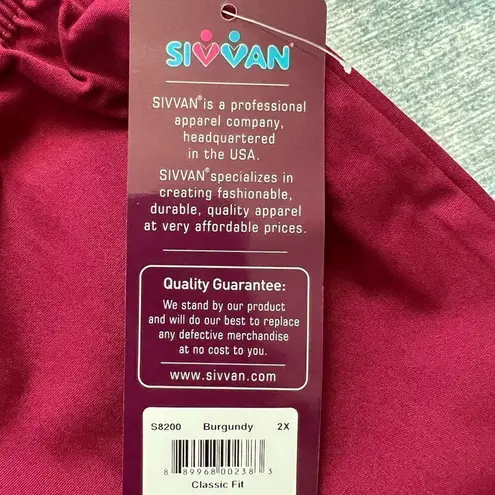 SIVVAN®
SIVVAN® is a professional
apparel company,
headquartered
in the USA.
SIVVAN® specializes in
creating fashionable,
durable, quality apparel
at very affordable prices.
Quality Guarantee:
We stand by our product
and will do our best to replace
any defective merchandise
at no cost to you.
www.sivvan.com
S8200 Burgundy 2X
8 89968 00238 3
Classic Fit